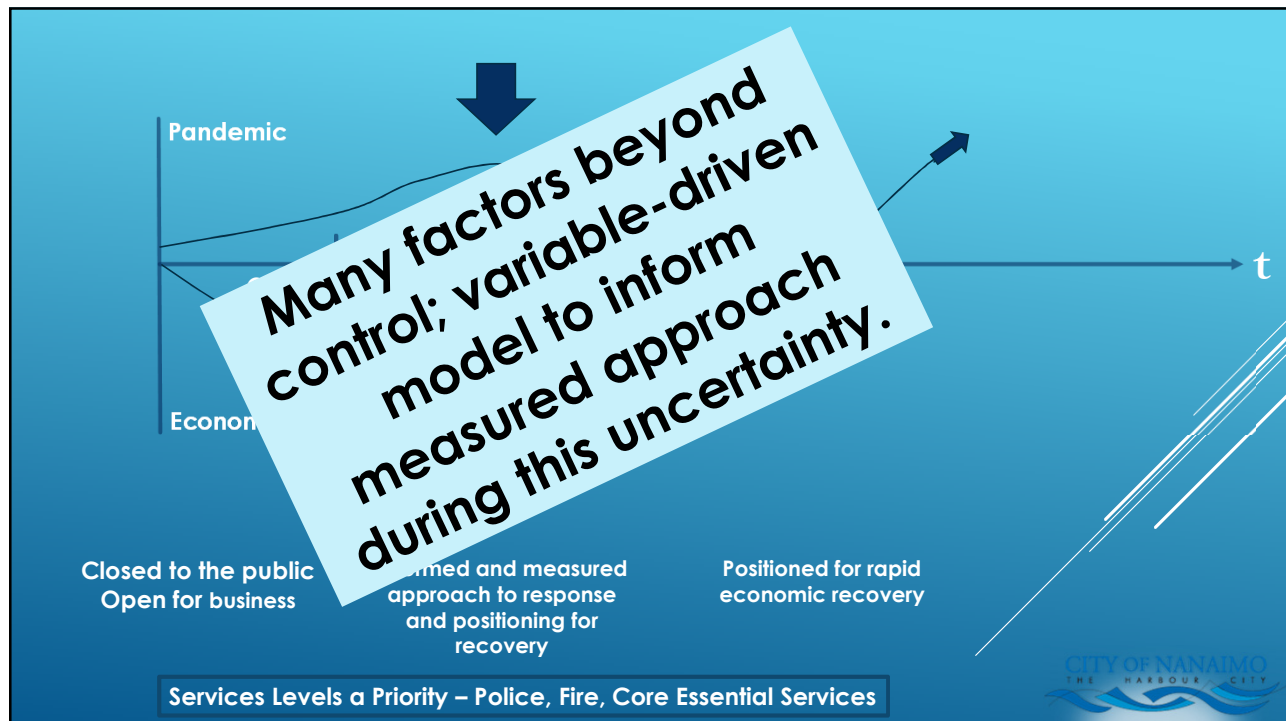 Pandemic
Many factors beyond
control; variable-driven
model to inform
measured approach
during this uncertainty.
t
Closed to the public
Open for business
and measured
approach to response
and positioning for
recovery
Positioned for rapid
economic recovery
Services Levels a Priority – Police, Fire, Core Essential Services
CITY OF NANAIMO
THE HARBOUR CITY